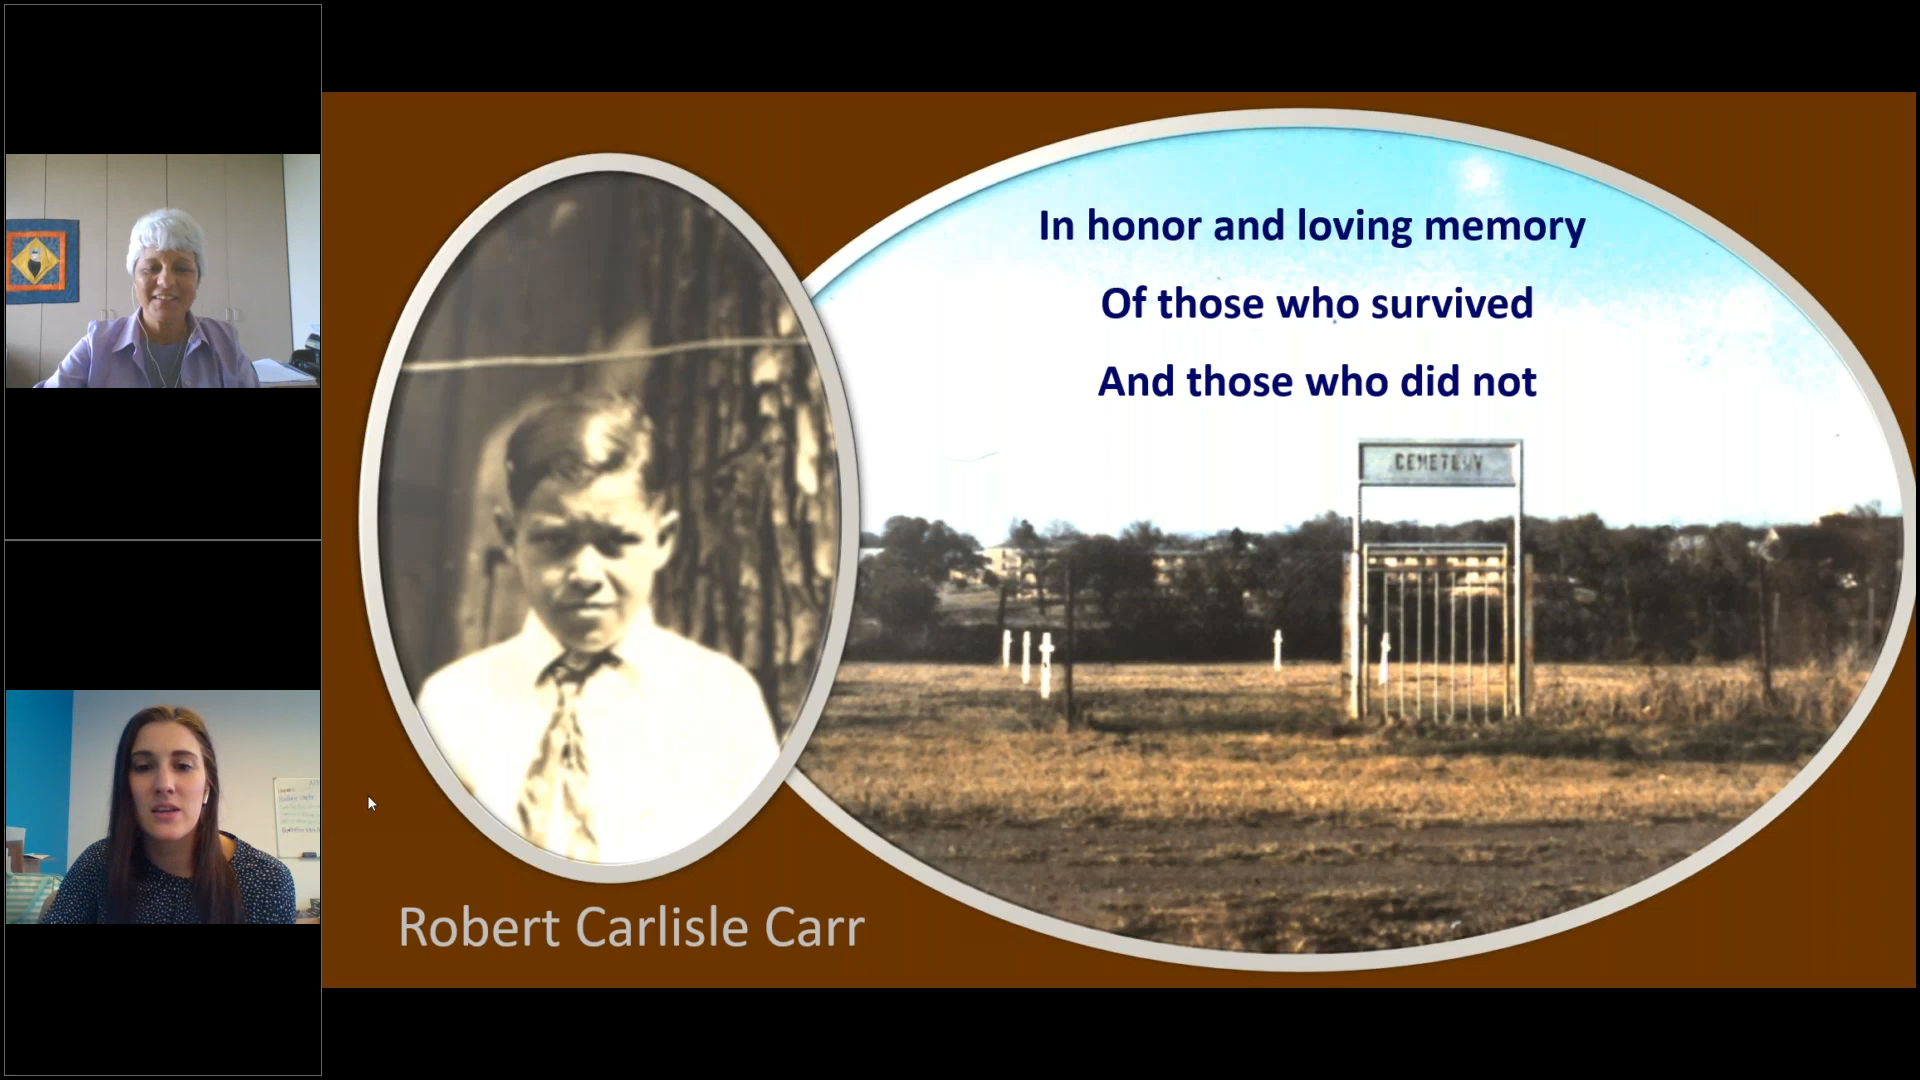 In honor and loving memory
Of those who survived
And those who did not
CEMETERY
Robert Carlisle Carr